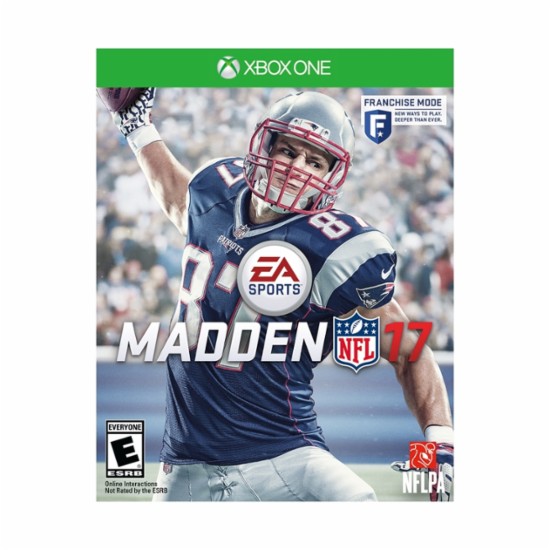 XBOX ONE
FRANCHISE MODE
NEW WAYS TO PLAY.
DEEPER THAN EVER.
F
87
PATRIOTS
EA
SPORTS
87
MADDEN NFL 17
EVERYONE
E
ESRB
Online Interactions
Not Rated by the ESRB
NFLPA